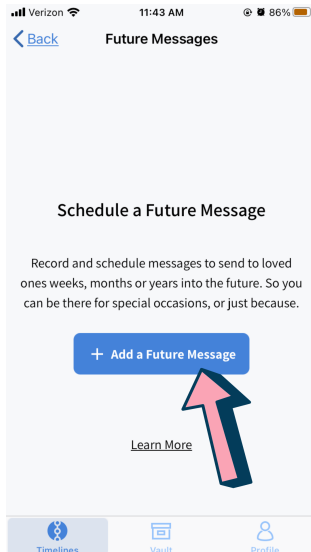 Verizon 11:43 AM 86%
Back Future Messages
Schedule a Future Message
Record and schedule messages to send to loved
ones weeks, months or years into the future. So you
can be there for special occasions, or just because.
+ Add a Future Message
Learn More
Timelines Vault Profile